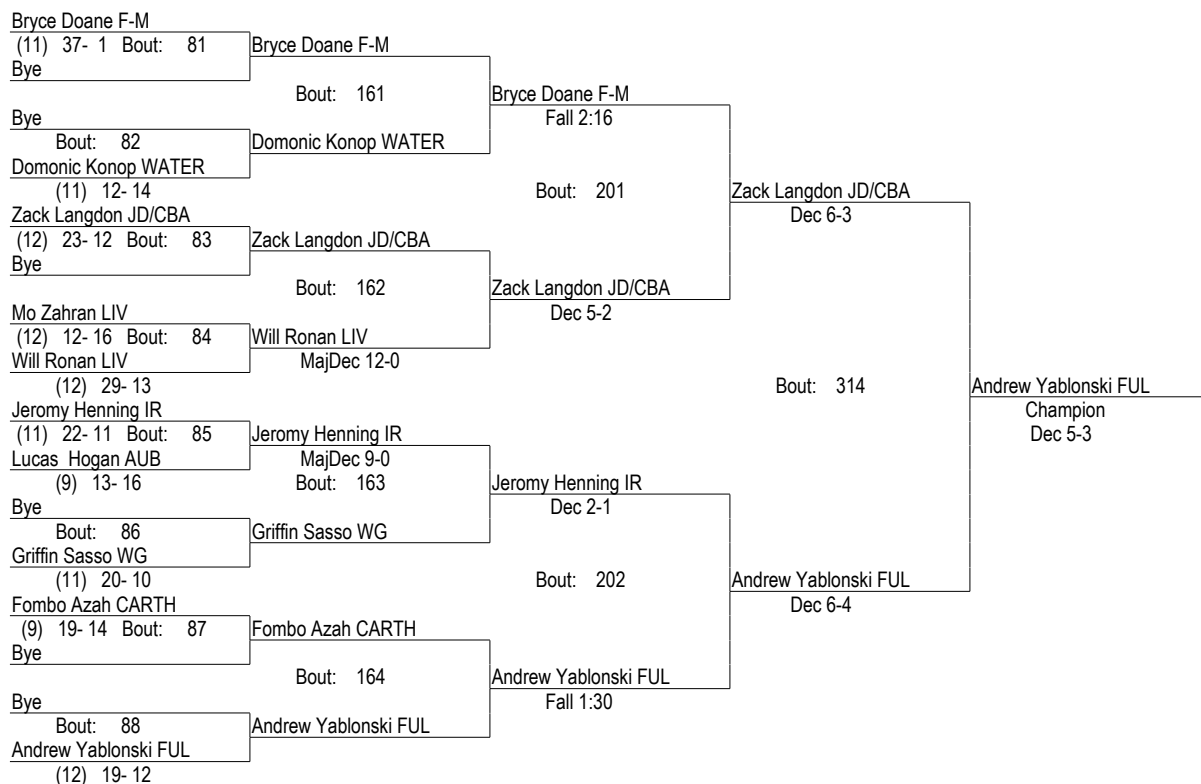 Bryce Doane F-M
(11) 37- 1 Bout: 81
Bye
Bye
Bout: 82
Domonic Konop WATER
(11) 12- 14
Zack Langdon JD/CBA
(12) 23- 12 Bout: 83
Bye
Mo Zahran LIV
(12) 12- 16 Bout: 84
Will Ronan LIV
(12) 29- 13
Jeromy Henning IR
(11) 22- 11 Bout: 85
Lucas Hogan AUB
(9) 13- 16
Bye
Bout: 86
Griffin Sasso WG
(11) 20- 10
Fombo Azah CARTH
(9) 19- 14 Bout: 87
Bye
Bye
Bout: 88
Andrew Yablonski FUL
(12) 19- 12
Bryce Doane F-M
Bout: 161
Domonic Konop WATER
Zack Langdon JD/CBA
Bout: 162
Will Ronan LIV
MajDec 12-0
Jeromy Henning IR
MajDec 9-0
Bout: 163
Griffin Sasso WG
Fombo Azah CARTH
Bout: 164
Andrew Yablonski FUL
Bryce Doane F-M
Fall 2:16
Bout: 201
Zack Langdon JD/CBA
Dec 5-2
Jeromy Henning IR
Dec 2-1
Bout: 202
Andrew Yablonski FUL
Fall 1:30
Zack Langdon JD/CBA
Dec 6-3
Bout: 314
Andrew Yablonski FUL
Dec 6-4
Andrew Yablonski FUL
Champion
Dec 5-3